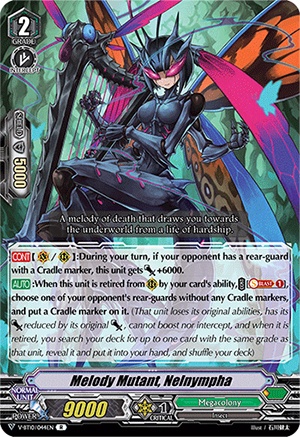 2
GRADE
INTERCEPT
5000
A melody of death that draws you towards
the underworld from a life of hardship.
CONT:During your turn, if your opponent has a rear-guard
with a Cradle marker, this unit gets +6000.
AUTO:When this unit is retired from by your card's ability, BLAST 1,
choose one of your opponent's rear-guards without any Cradle markers,
and put a Cradle marker on it. (That unit loses its original abilities, has its
reduced by its original , cannot boost nor intercept, and when it is
retired, you search your deck for up to one card with the same grade as
that unit, reveal it and put it into your hand, and shuffle your deck)
Melody Mutant, Nelnympha
NORMAL
UNIT
POWER
9000
1
CRITICAL
Megacolony
Insect
V-BT10/044EN R
Illust / 石川健太